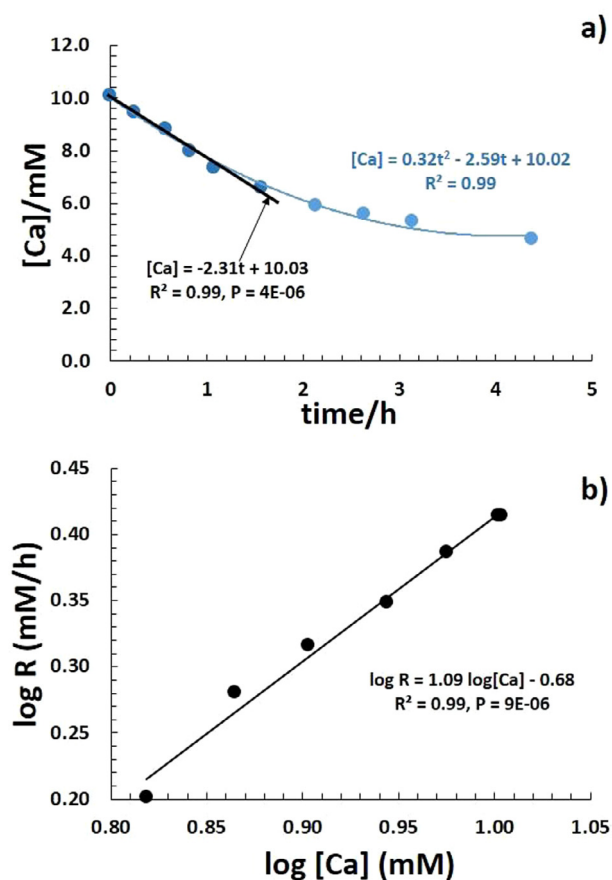 a)
12.0
10.0
8.0
6.0
4.0
2.0
0.0
[Ca]/mM
[Ca] = 0.32t² - 2.59t + 10.02
R² = 0.99
[Ca] = -2.31t + 10.03
R² = 0.99, P = 4E-06
0 1 2 3 4 5
time/h
b)
0.45
0.40
0.35
0.30
0.25
0.20
log R (mM/h)
log R = 1.09 log[Ca] - 0.68
R² = 0.99, P = 9E-06
0.80 0.85 0.90 0.95 1.00 1.05
log [Ca] (mM)